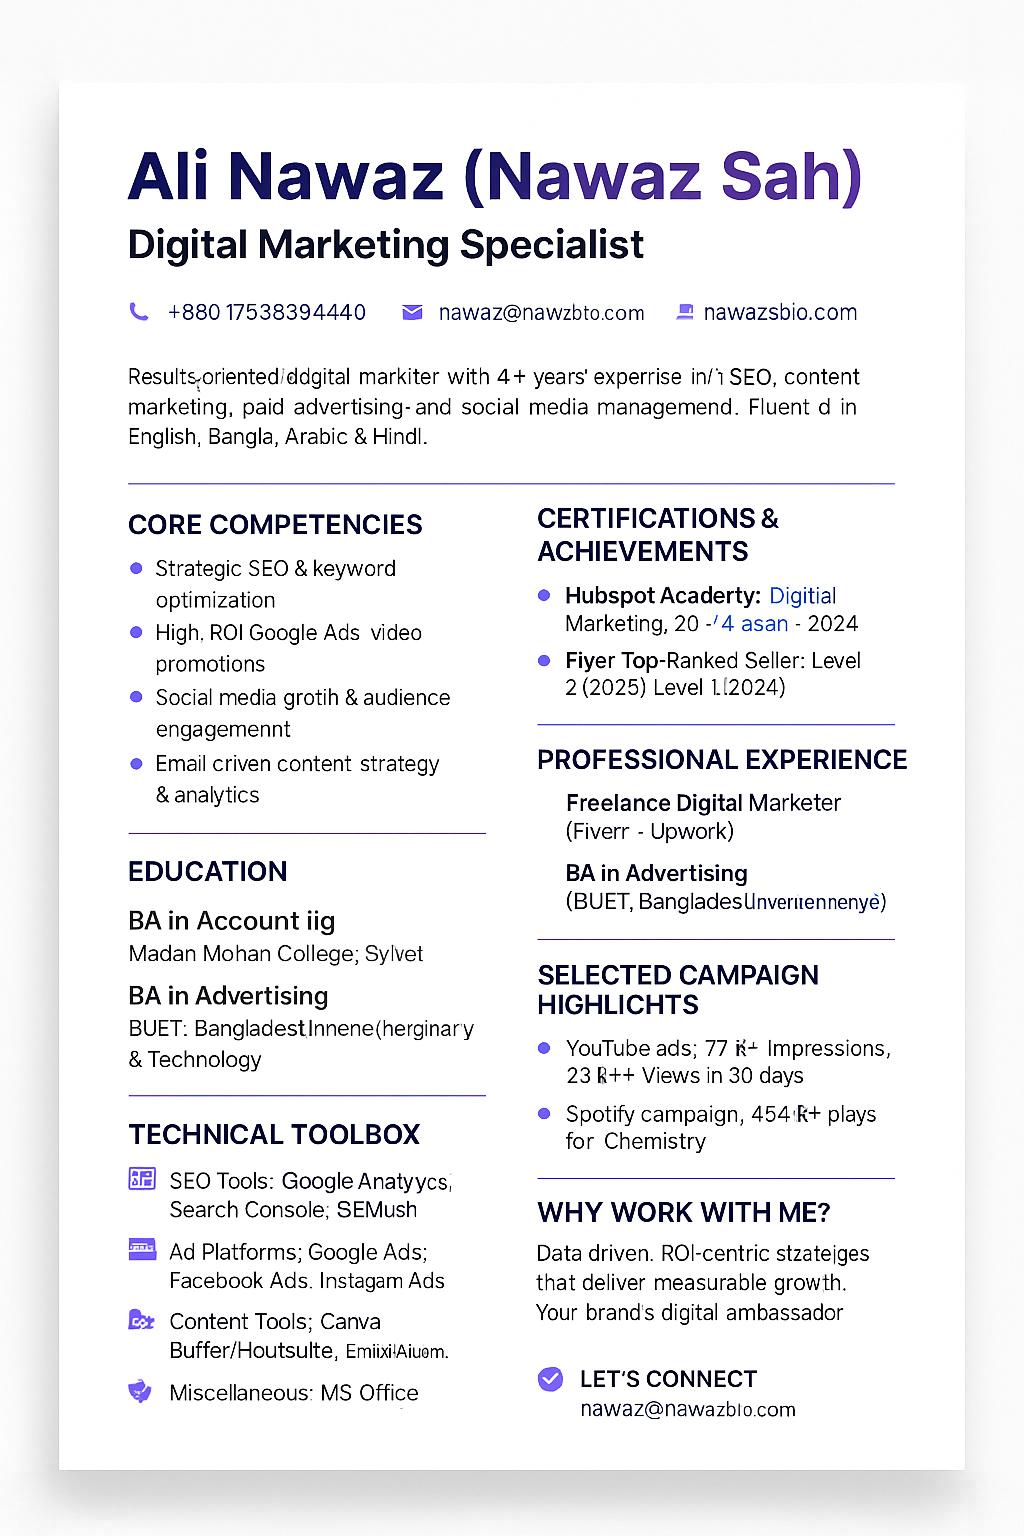 Ali Nawaz (Nawaz Sah)
Digital Marketing Specialist
+880 17538394440 nawaz@nawzbto.com nawazsbio.com
Results oriented ddgital markiter with 4+ years' experrise in SEO, content
marketing, paid advertising-and social media managemend. Fluent d in
English, Bangla, Arabic & Hindl.
CORE COMPETENCIES
Strategic SEO & keyword
optimization
High. ROI Google Ads video
promotions
Social media grotih & audience
engagemennt
Email criven content strategy
& analytics
EDUCATION
BA in Account iig
Madan Mohan College; Sylvet
BA in Advertising
BUET: Bangladest
& Technology
TECHNICAL TOOLBOX
SEO Tools: Google Anatyycs;
Search Console; SEMush
Ad Platforms; Google Ads;
Facebook Ads. Instagam Ads
Content Tools; Canva
Buffer/Houtsulte,
Miscellaneous: MS Office
CERTIFICATIONS &
ACHIEVEMENTS
Hubspot Acaderty: Digitial
Marketing, 20 - 4 asan - 2024
Fiyer Top-Ranked Seller: Level
2 (2025) Level 1 (2024)
PROFESSIONAL EXPERIENCE
Freelance Digital Marketer
(Fiverr - Upwork)
BA in Advertising
(BUET, Banglades
SELECTED CAMPAIGN
HIGHLICHTS
YouTube ads; 77 Impressions,
23 Views in 30 days
Spotify campaign, 454 plays
for Chemistry
WHY WORK WITH ME?
Data driven. ROI-centric stzatejges
that deliver measurable growth.
Your brand's digital ambassador
LET'S CONNECT
nawaz@nawazbio.com